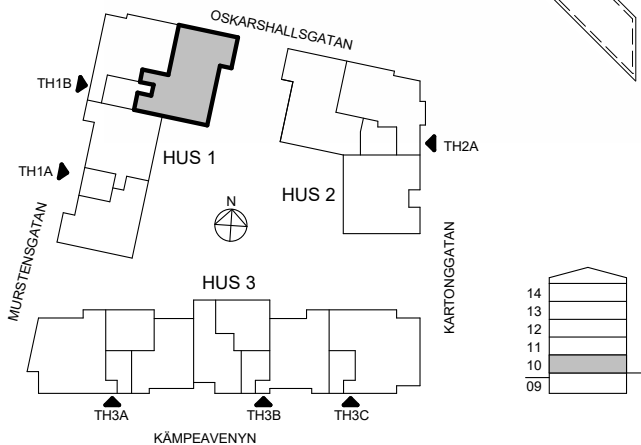 OSKARSHALLSGATAN
TH1B
TH2A
HUS 1
TH1A
HUS 2
N
MURSTENSGATAN
KARTONGGATAN
HUS 3
14
13
12
11
10
09
TH3A
TH3B
TH3C
KÄMPEAVENYN